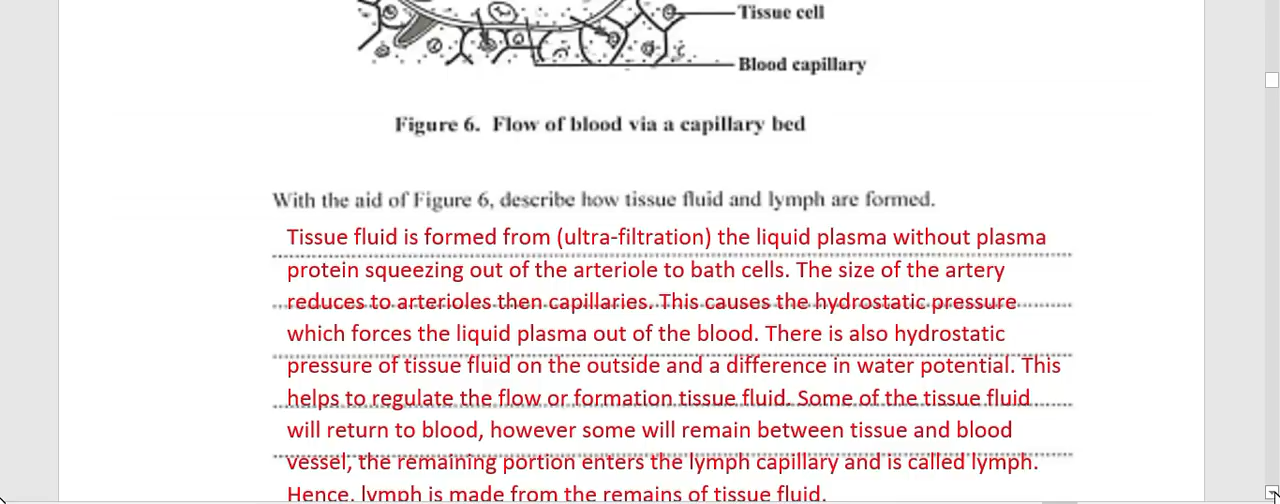 Tissue cell
Blood capillary
Figure 6. Flow of blood via a capillary bed
With the aid of Figure 6, describe how tissue fluid and lymph are formed.
Tissue fluid is formed from (ultra-filtration) the liquid plasma without plasma
protein squeezing out of the arteriole to bath cells. The size of the artery
reduces to arterioles then capillaries. This causes the hydrostatic pressure
which forces the liquid plasma out of the blood. There is also hydrostatic
pressure of tissue fluid on the outside and a difference in water potential. This
helps to regulate the flow or formation tissue fluid. Some of the tissue fluid
will return to blood, however some will remain between tissue and blood
vessel, the remaining portion enters the lymph capillary and is called lymph.
Hence, lymph is made from the remains of tissue fluid.